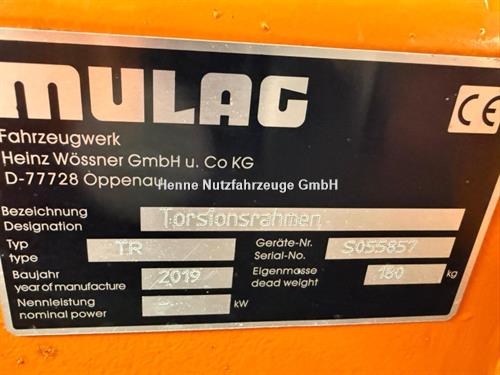 MULAG
CE
Fahrzeugwerk
Heinz Wössner GmbH u. Co KG
D-77728 Oppenau
Henne Nutzfahrzeuge GmbH
Bezeichnung
Designation Torsionsrahmen
Typ
type TR
Geräte-Nr.
Serial-No. S055857
Baujahr
year of manufacture 2019
Eigenmasse
dead weight 180 kg
Nennleistung
nominal power kW